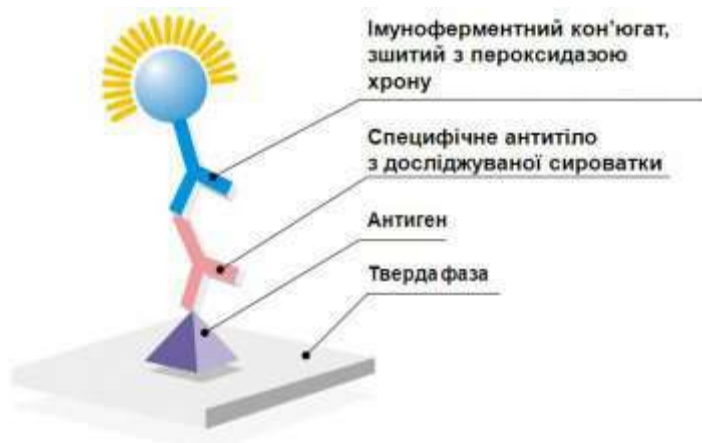 Імуноферментний кон’югат,
зшитий з пероксидазою
хрону
Специфічне антитіло
з досліджуваної сироватки
Антиген
Тверда фаза